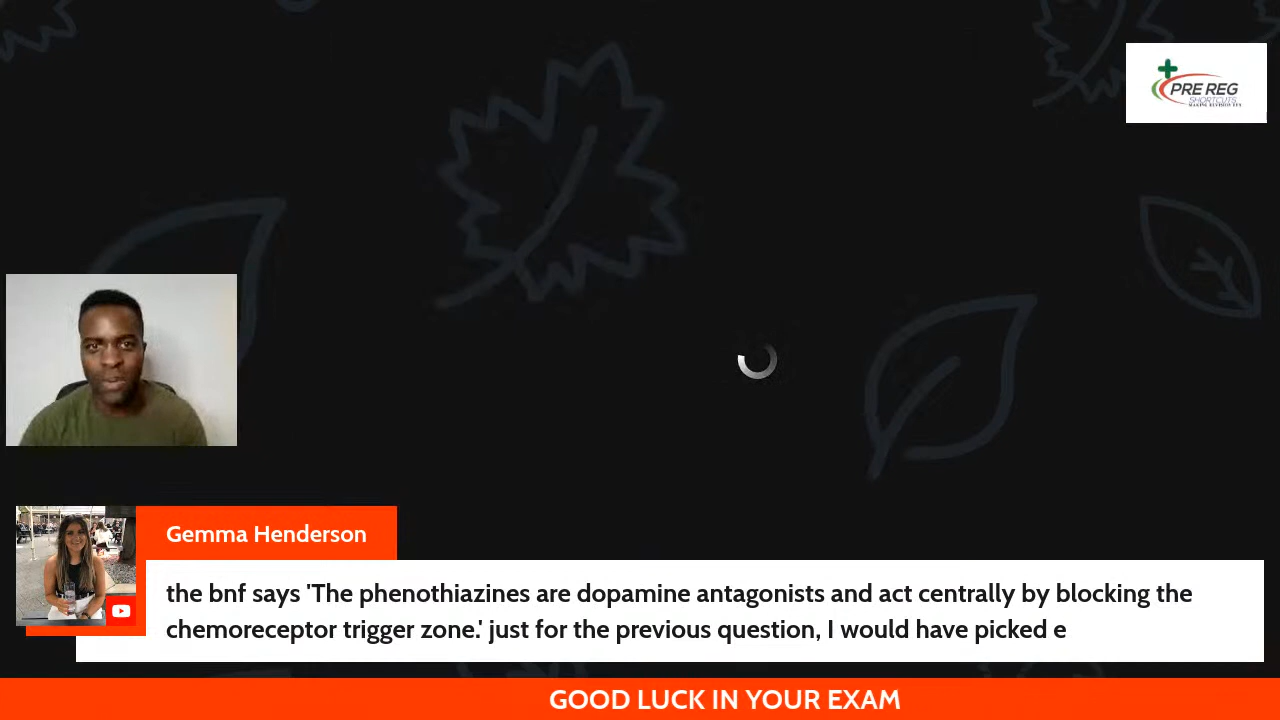 PRE REG
SHORTCUTS
Gemma Henderson
the bnf says 'The phenothiazines are dopamine antagonists and act centrally by blocking the
chemoreceptor trigger zone.' just for the previous question, I would have picked e
GOOD LUCK IN YOUR EXAM